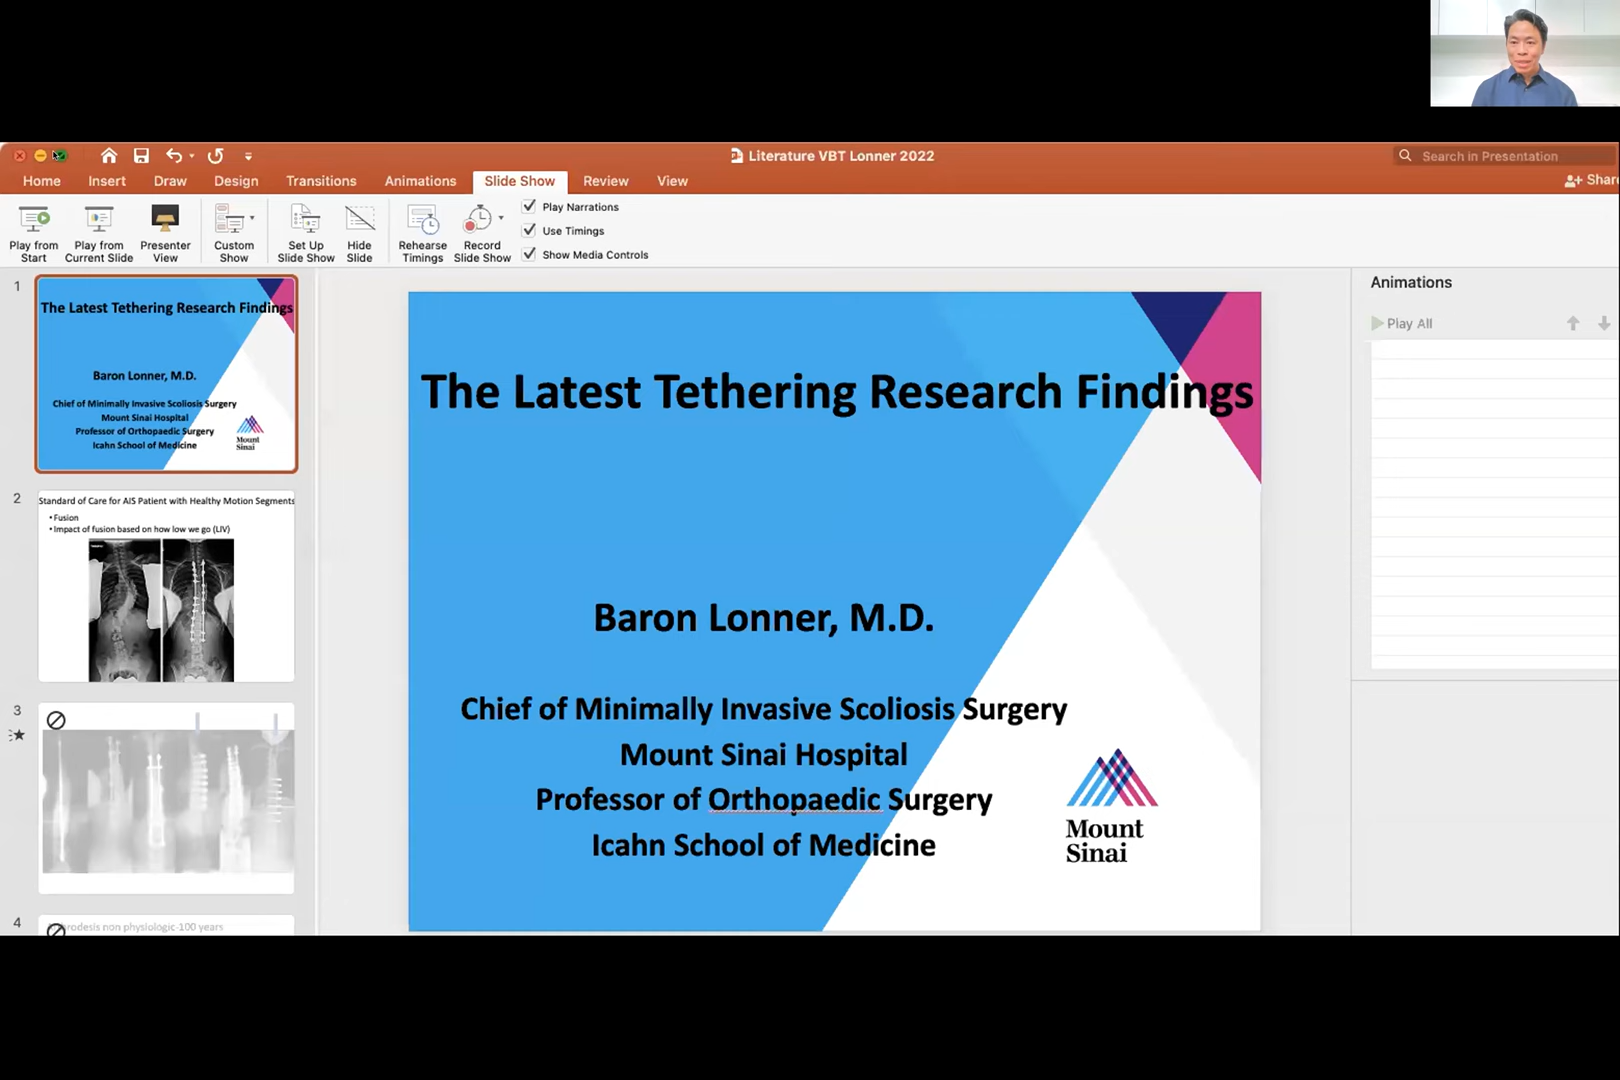 Literature VBT Lonner 2022
Search in Presentation
Home
Insert
Draw
Design
Transitions
Animations
Slide Show
Review
View
Share
Play from
Start
Play from
Current Slide
Presenter
View
Custom
Show
Set Up
Slide Show
Hide
Slide
Rehearse
Timings
Record
Slide Show
Play Narrations
Use Timings
Show Media Controls
1
The Latest Tethering Research Findings
Baron Lonner, M.D.
Chief of Minimally Invasive Scoliosis Surgery
Mount Sinai Hospital
Professor of Orthopaedic Surgery
Icahn School of Medicine
Mount
Sinai
2
Standard of Care for AIS Patient with Healthy Motion Segments
• Fusion
• Impact of fusion based on how low we go (LIV)
3
4
non physiologic-100 years
The Latest Tethering Research Findings
Baron Lonner, M.D.
Chief of Minimally Invasive Scoliosis Surgery
Mount Sinai Hospital
Professor of Orthopaedic Surgery
Icahn School of Medicine
Mount
Sinai
Animations
Play All